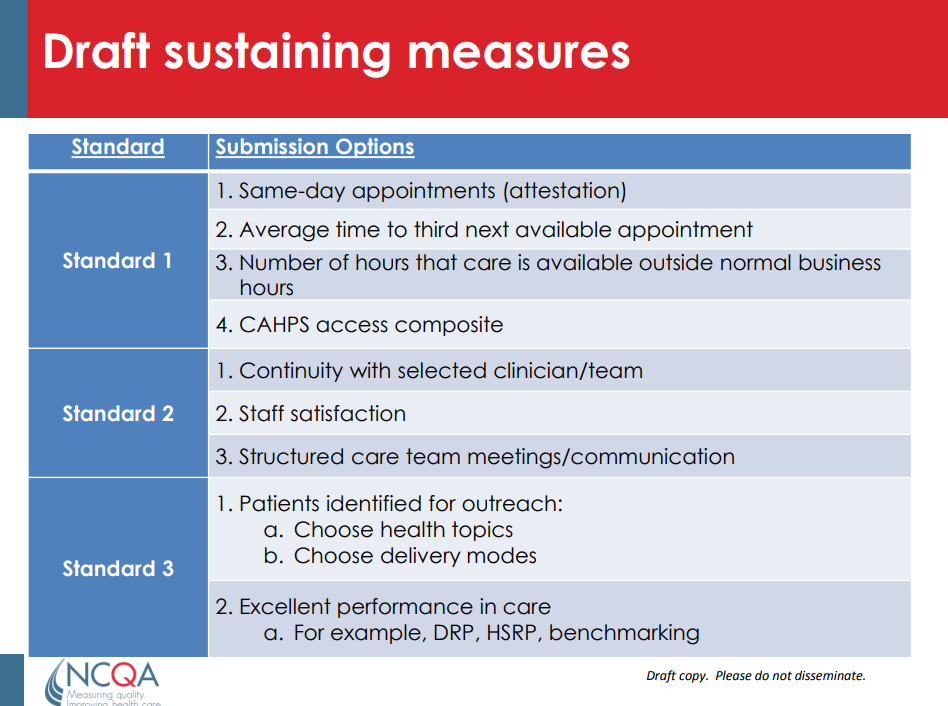 Draft sustaining measures
Standard
Submission Options
Standard 1
1. Same-day appointments (attestation)
2. Average time to third next available appointment
3. Number of hours that care is available outside normal business
hours
4. CAHPS access composite
Standard 2
1. Continuity with selected clinician/team
2. Staff satisfaction
3. Structured care team meetings/communication
Standard 3
1. Patients identified for outreach:
a. Choose health topics
b. Choose delivery modes
2. Excellent performance in care
a. For example, DRP, HSRP, benchmarking
NCQA
Measuring quality.
Improving health care.
Draft copy. Please do not disseminate.